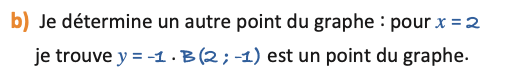 b) Je détermine un autre point du graphe : pour x = 2
je trouve y = -1 . B (2 ; -1) est un point du graphe.